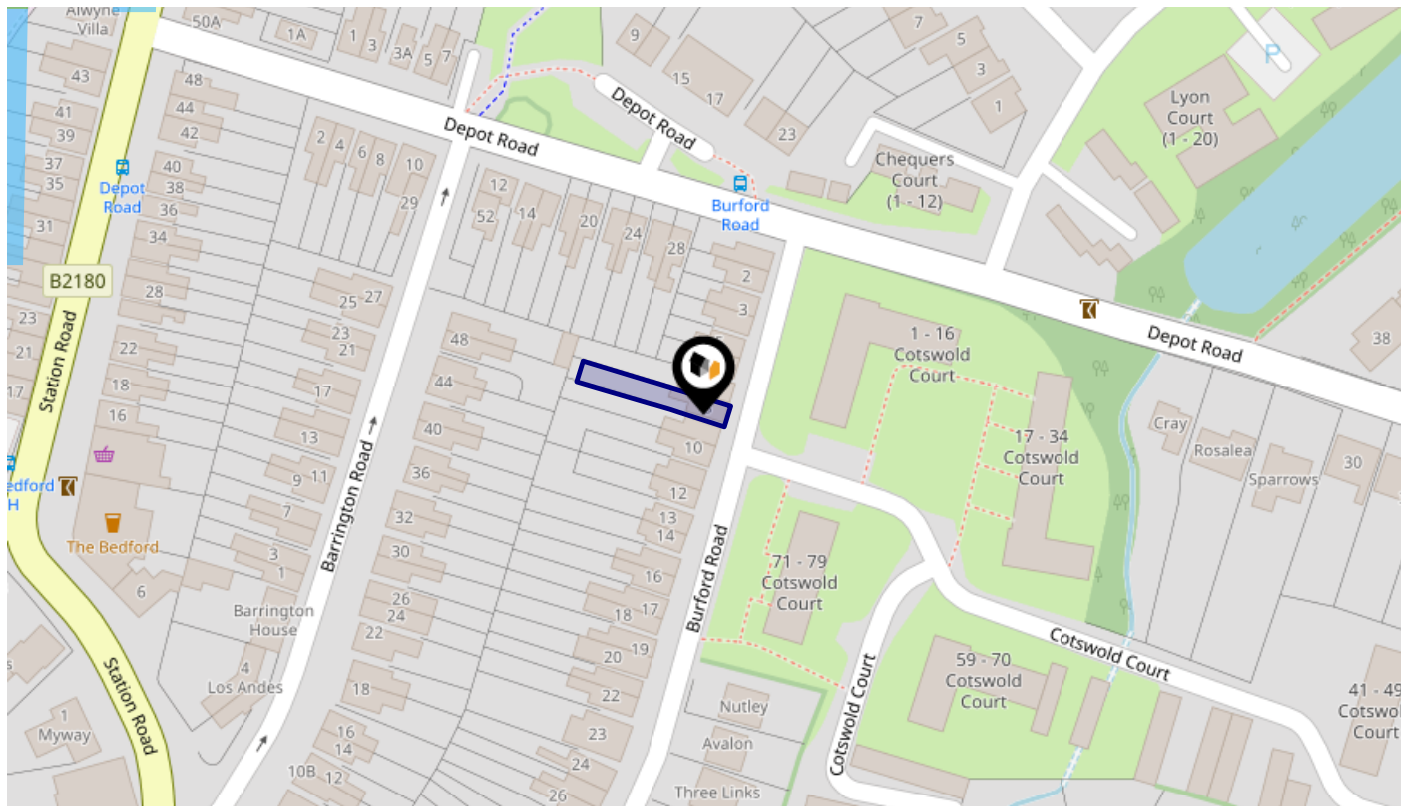 Alwyne
Villa
50A
1A
1
3
3A
5
7
9
15
17
23
7
5
3
1
P
Lyon
Court
(1 - 20)
43
41
39
37
35
31
48
44
42
40
38
36
34
28
22
18
16
Depot
Road
Depot Road
Depot Road
2
4
6
8
10
29
12
52
14
20
24
28
Burford
Road
Chequers
Court
(1 - 12)
2
3
B2180
23
21
17
Station Road
25
27
23
21
17
13
9
11
7
3
1
48
44
40
36
32
30
26
24
22
18
16
14
10B
12
1 - 16
Cotswold
Court
Depot Road
38
17 - 34
Cotswold
Court
Cray
Rosalea
Sparrows
30
10
12
13
14
16
17
18
19
20
22
23
24
26
edford
H
The Bedford
6
Barrington Road
Barrington
House
4
Los Andes
Burford Road
71 - 79
Cotswold
Court
Cotswold Court
59 - 70
Cotswold
Court
Cotswold Court
41 - 49
Cotswo
Court
Nutley
Avalon
Three Links
Station Road
s
1
Myway